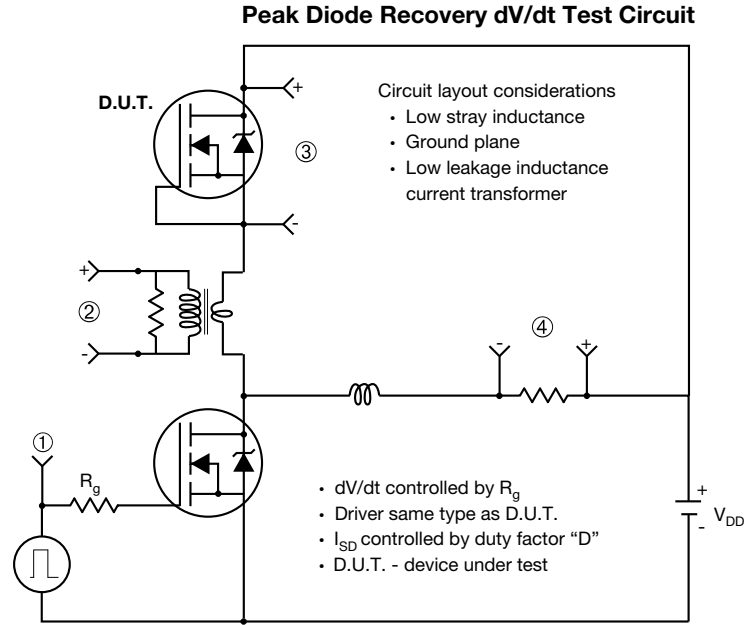 Peak Diode Recovery dV/dt Test Circuit
D.U.T.
+
③
-
Circuit layout considerations
• Low stray inductance
• Ground plane
• Low leakage inductance
current transformer
+
②
-
-
④
+
①
Rg
• dV/dt controlled by Rg
• Driver same type as D.U.T.
• ISD controlled by duty factor “D”
• D.U.T. - device under test
+
VDD
-